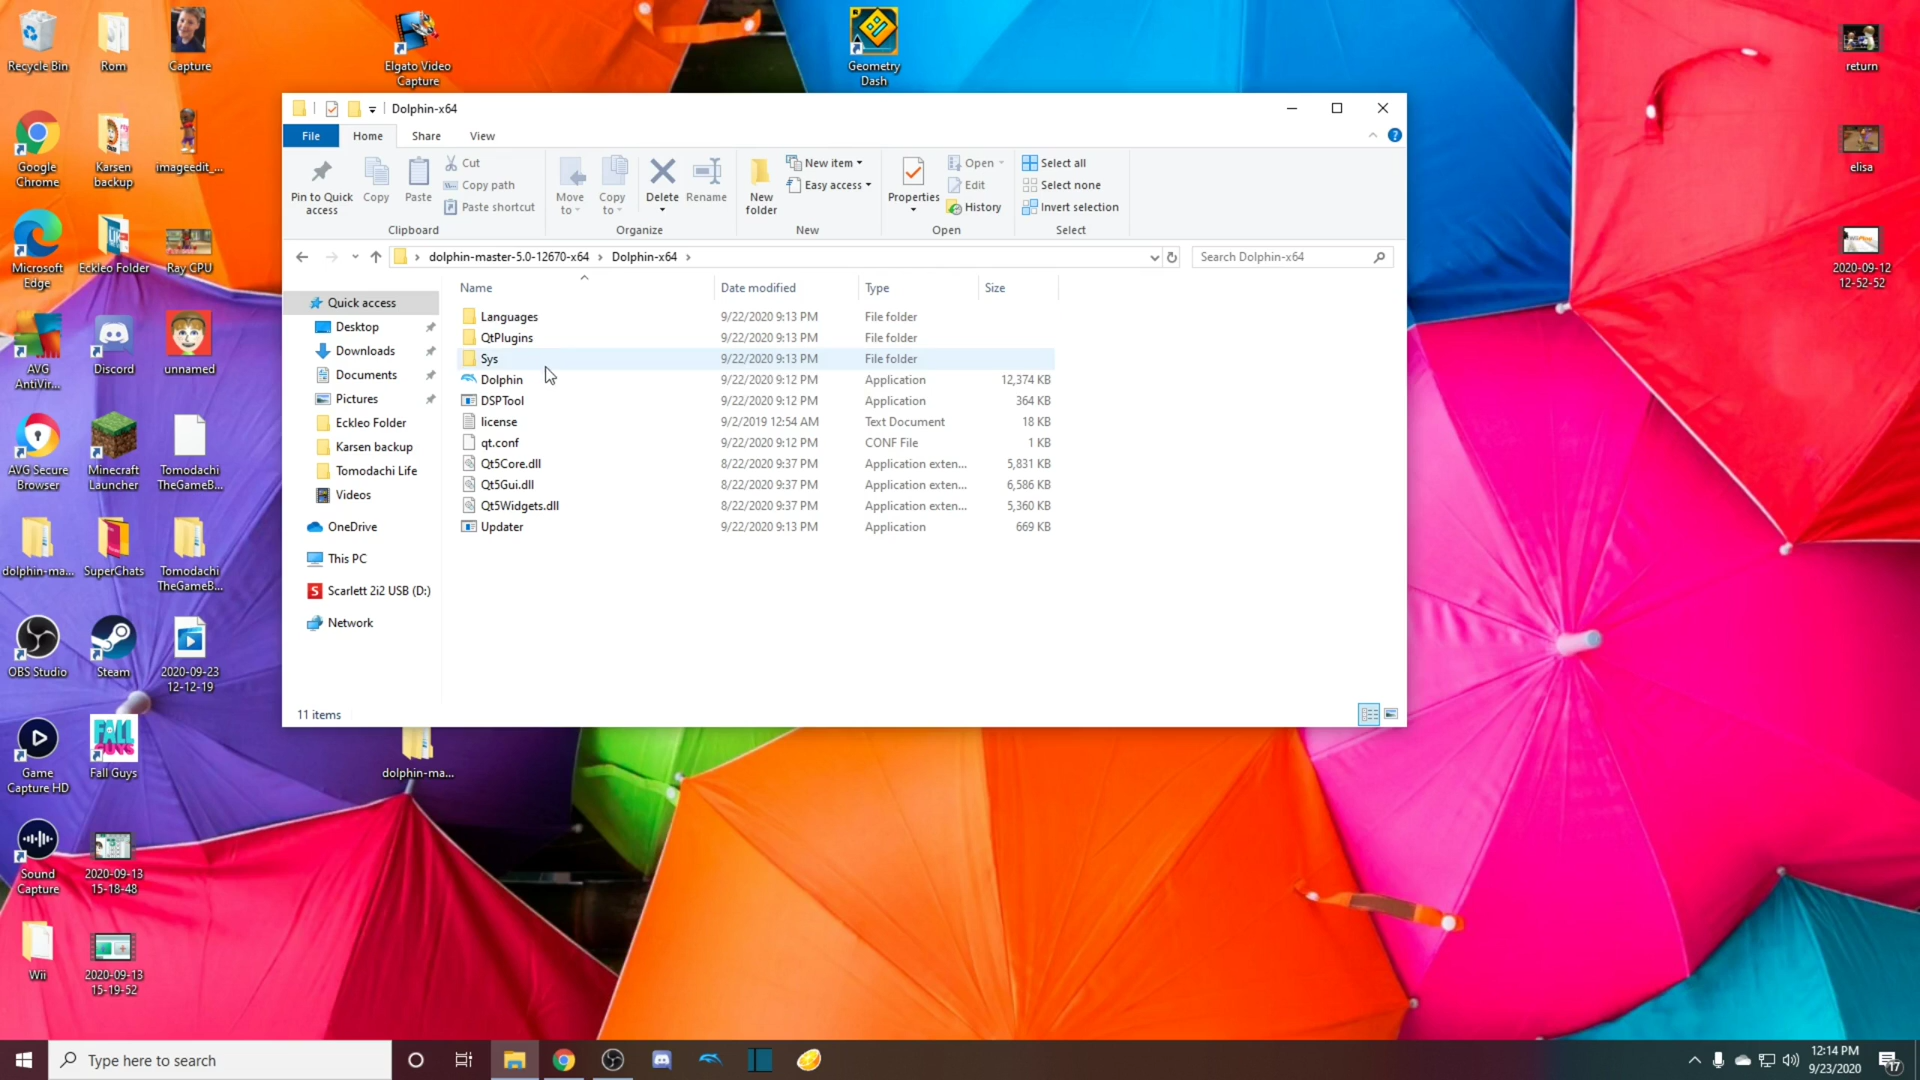 Recycle Bin
Rom
Capture
Elgato Video
Capture
Geometry
Dash
return
Google
Chrome
Karsen
backup
imageedit_...
elisa
Microsoft
Edge
Eckleo Folder
Ray CPU
2020-09-12
12-52-52
AVG
AntiVir...
Discord
unnamed
AVG Secure
Browser
Minecraft
Launcher
Tomodachi
TheGameB...
dolphin-ma...
SuperChats
Tomodachi
TheGameB...
OBS Studio
Steam
2020-09-23
12-12-19
Game
Capture HD
FALL
GUYS
Fall Guys
dolphin-ma...
Sound
Capture
2020-09-13
15-18-48
Wii
2020-09-13
15-19-52
Dolphin-x64
File
Home
Share
View
Pin to Quick
access
Copy
Paste
Cut
Copy path
Paste shortcut
Clipboard
Move
to
Copy
to
Delete
Rename
Organize
New
folder
New item
Easy access
New
Properties
Open
Edit
History
Open
Select all
Select none
Invert selection
Select
dolphin-master-5.0-12670-x64 › Dolphin-x64 ›
Search Dolphin-x64
Name Date modified Type Size
Quick access
Desktop
Downloads
Documents
Pictures
Eckleo Folder
Karsen backup
Tomodachi Life
Videos
OneDrive
This PC
Scarlett 2i2 USB (D:)
Network
Languages 9/22/2020 9:13 PM File folder
QtPlugins 9/22/2020 9:13 PM File folder
Sys 9/22/2020 9:13 PM File folder
Dolphin 9/22/2020 9:12 PM Application 12,374 KB
DSPTool 9/22/2020 9:12 PM Application 364 KB
license 9/2/2019 12:54 AM Text Document 18 KB
qt.conf 9/22/2020 9:12 PM CONF File 1 KB
Qt5Core.dll 8/22/2020 9:37 PM Application exten... 5,831 KB
Qt5Gui.dll 8/22/2020 9:37 PM Application exten... 6,586 KB
Qt5Widgets.dll 8/22/2020 9:37 PM Application exten... 5,360 KB
Updater 9/22/2020 9:13 PM Application 669 KB
11 items
Type here to search
12:14 PM
9/23/2020
17